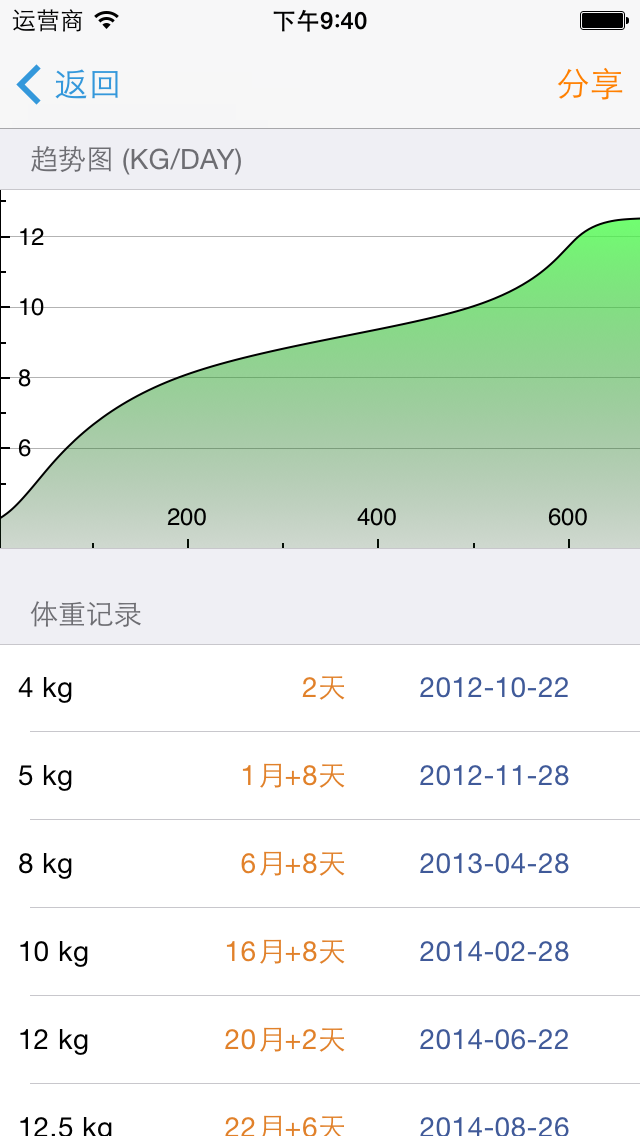 运营商 下午9:40
返回 分享
趋势图 (KG/DAY)
12
10
8
6
200 400 600
体重记录
4 kg 2天 2012-10-22
5 kg 1月+8天 2012-11-28
8 kg 6月+8天 2013-04-28
10 kg 16月+8天 2014-02-28
12 kg 20月+2天 2014-06-22
12.5 kg 22月+6天 2014-08-26